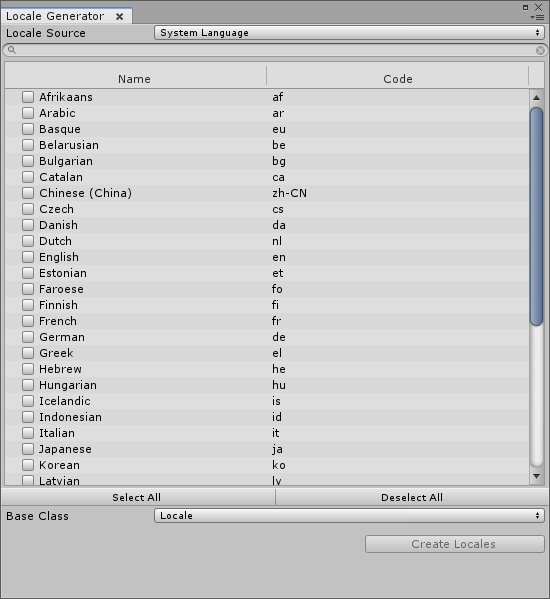 Locale Generator
Locale Source System Language
Name Code
Afrikaans af
Arabic ar
Basque eu
Belarusian be
Bulgarian bg
Catalan ca
Chinese (China) zh-CN
Czech cs
Danish da
Dutch nl
English en
Estonian et
Faroese fo
Finnish fi
French fr
German de
Greek el
Hebrew he
Hungarian hu
Icelandic is
Indonesian id
Italian it
Japanese ja
Korean ko
Latvian lv
Select All Deselect All
Base Class Locale
Create Locales